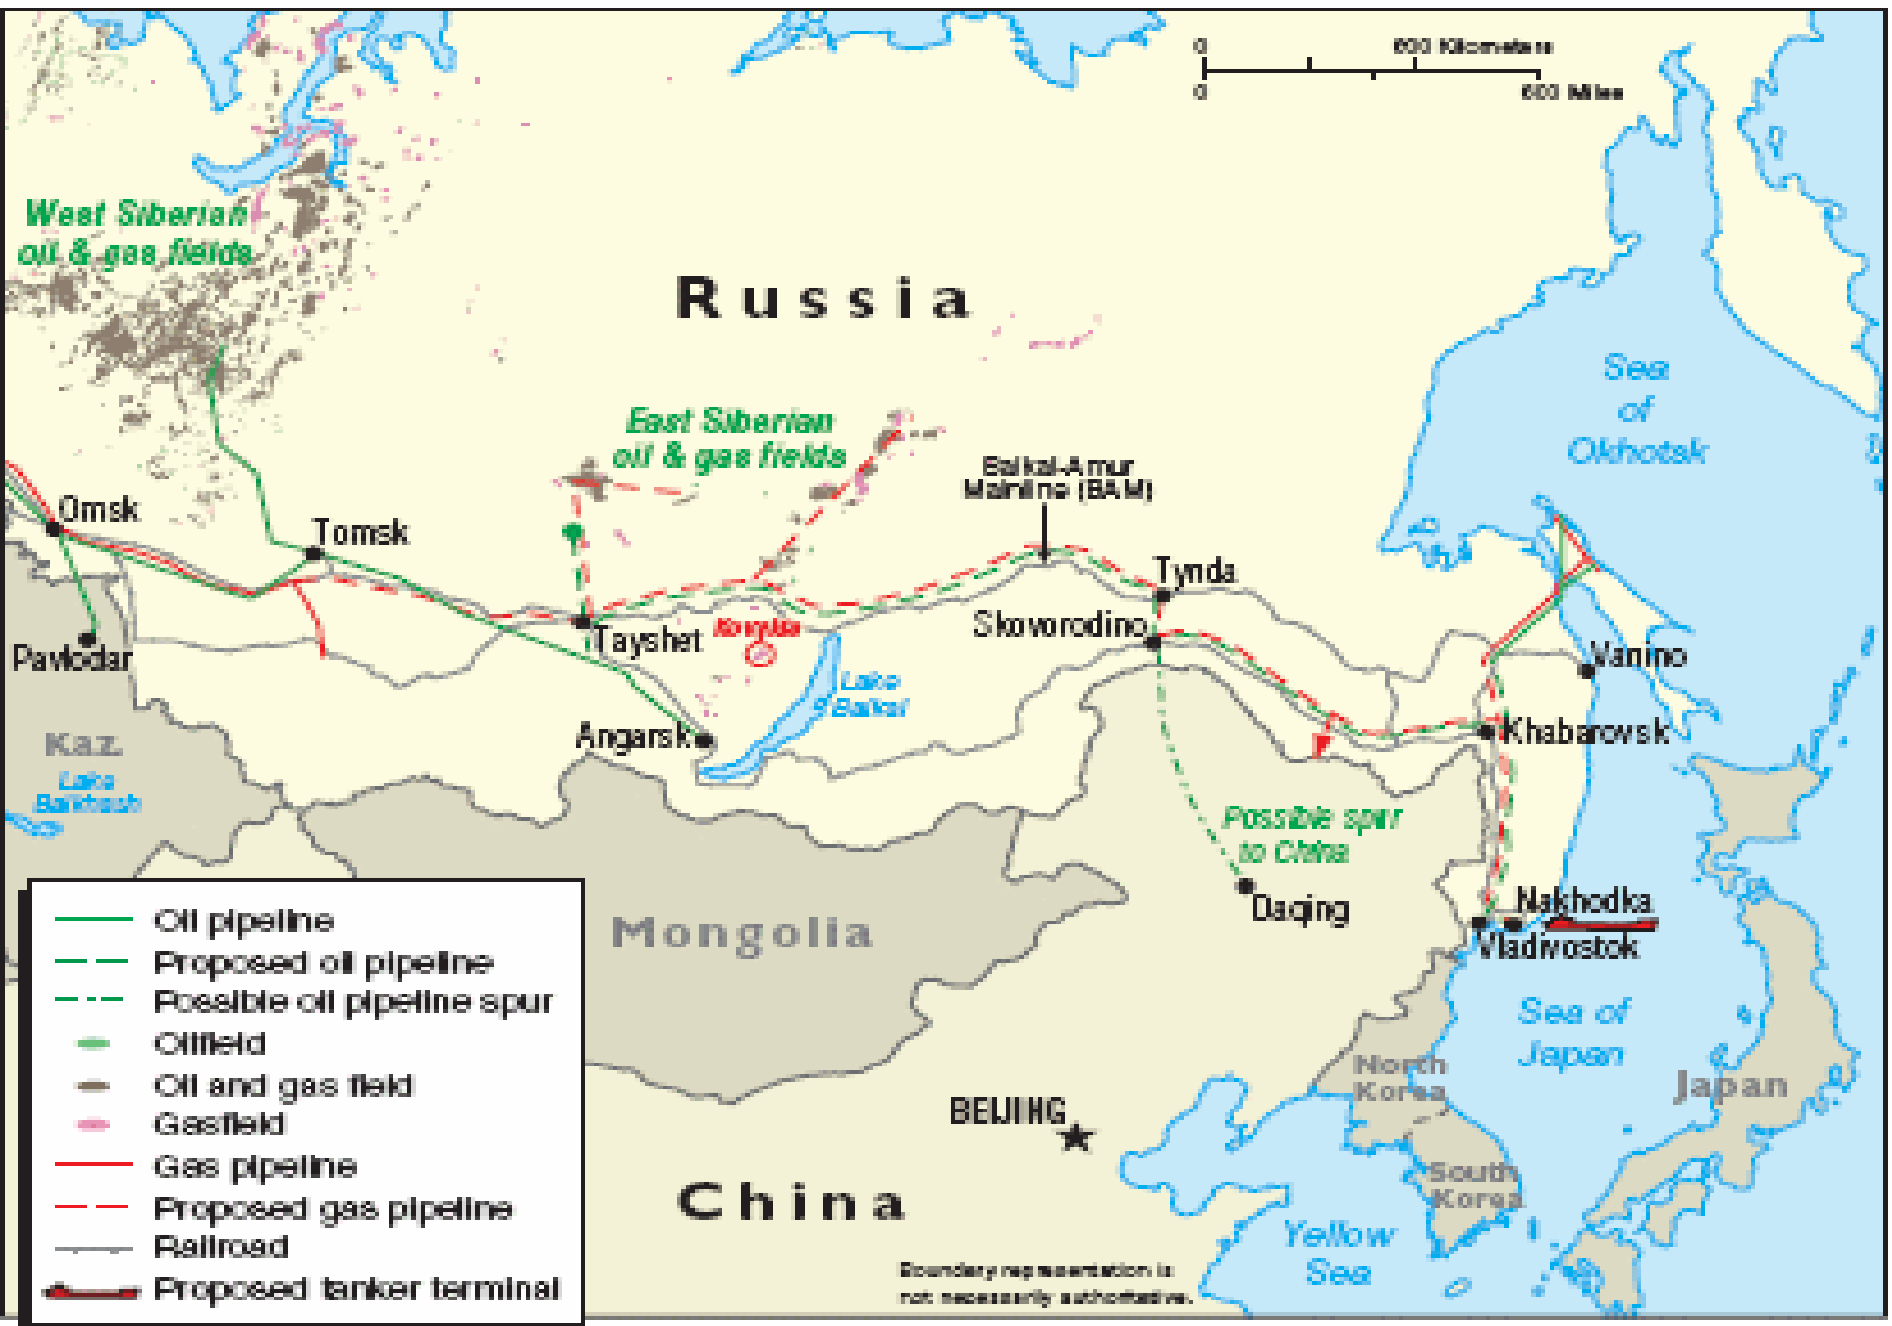 0 600 Kilometers
0 600 Miles
West Siberian
oil & gas fields
Russia
Sea
of
Okhotsk
East Siberian
oil & gas fields
Baikal-Amur
Mainline (BAM)
Omsk
Tomsk
Tynda
Skovorodino
Tayshet
Kovykta
Pavlodar
Vanino
Lake
Baikal
Angarsk
Khabarovsk
Kaz.
Lake
Balkhash
Possible spur
to China
Daqing
Nakhodka
Vladivostok
Mongolia
Sea of
Japan
North
Korea
Japan
BEIJING
South
Korea
China
Yellow
Sea
Boundary representation is
not necessarily authoritative.
Oil pipeline
Proposed oil pipeline
Possible oil pipeline spur
Oilfield
Oil and gas field
Gasfield
Gas pipeline
Proposed gas pipeline
Railroad
Proposed tanker terminal